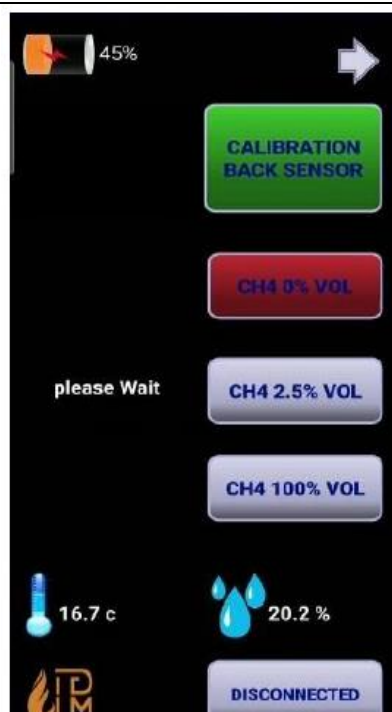 45%
CALIBRATION
BACK SENSOR
CH4 0% VOL
please Wait
CH4 2.5% VOL
CH4 100% VOL
16.7 c
20.2 %
DISCONNECTED